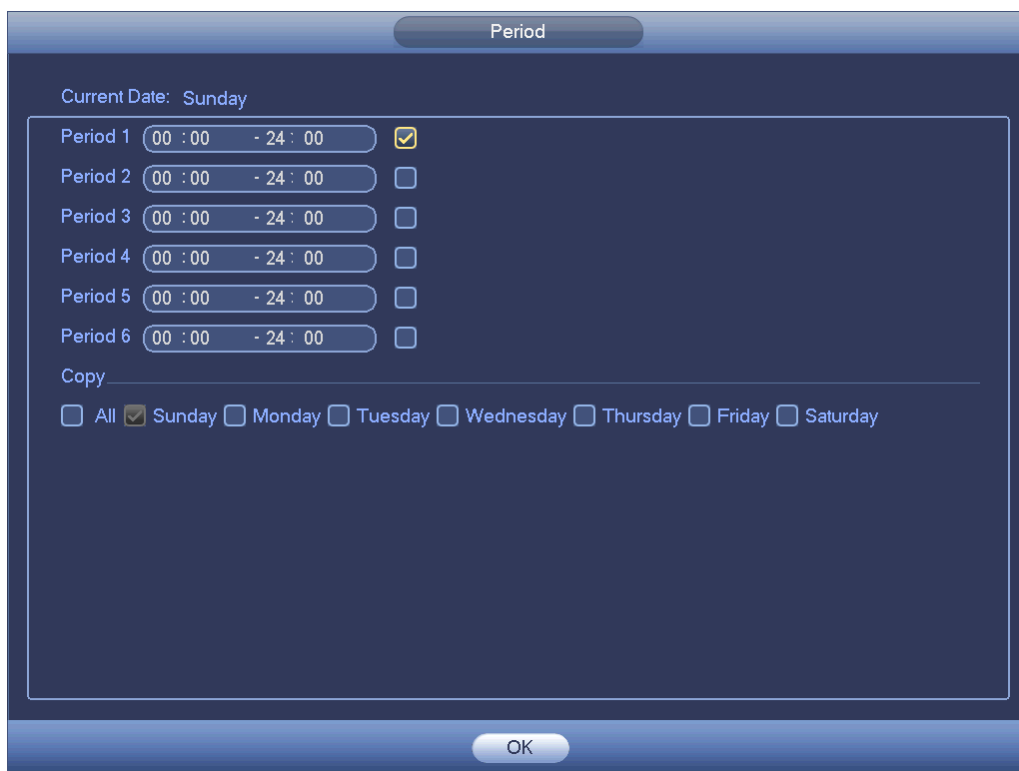 Period
Current Date: Sunday
Period 1 00 :00 - 24 : 00
Period 2 00 :00 - 24 : 00
Period 3 00 :00 - 24 : 00
Period 4 00 :00 - 24 : 00
Period 5 00 :00 - 24 : 00
Period 6 00 :00 - 24 : 00
Copy
All Sunday Monday Tuesday Wednesday Thursday Friday Saturday
OK